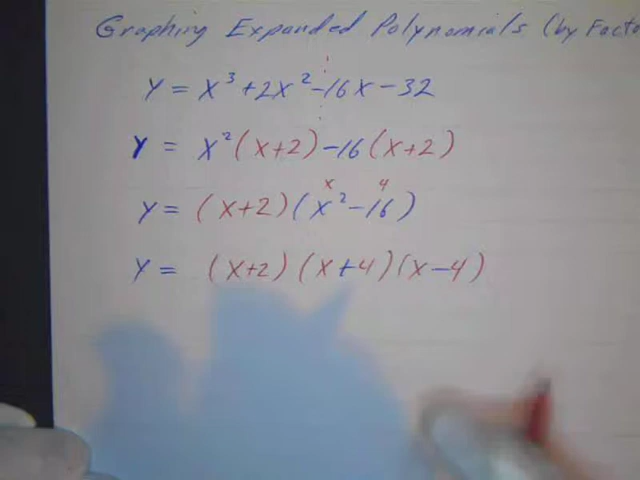 Graphing Expanded Polynomials (by Facto
y = x³ + 2x² - 16x - 32
y = x² (x+2) - 16 (x+2)
x 4
y = (x+2) (x² - 16)
y = (x+2) (x+4) (x-4)